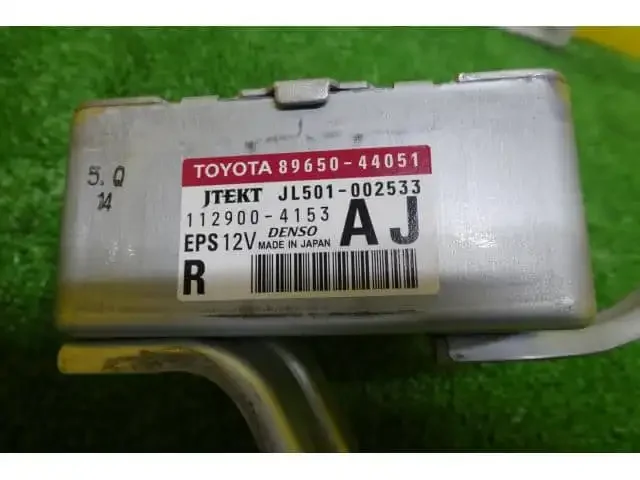 TOYOTA 89650-44051
JTEKT JL501-002533
112900-4153
EPS 12V DENSO MADE IN JAPAN
AJ
R
5.Q
14